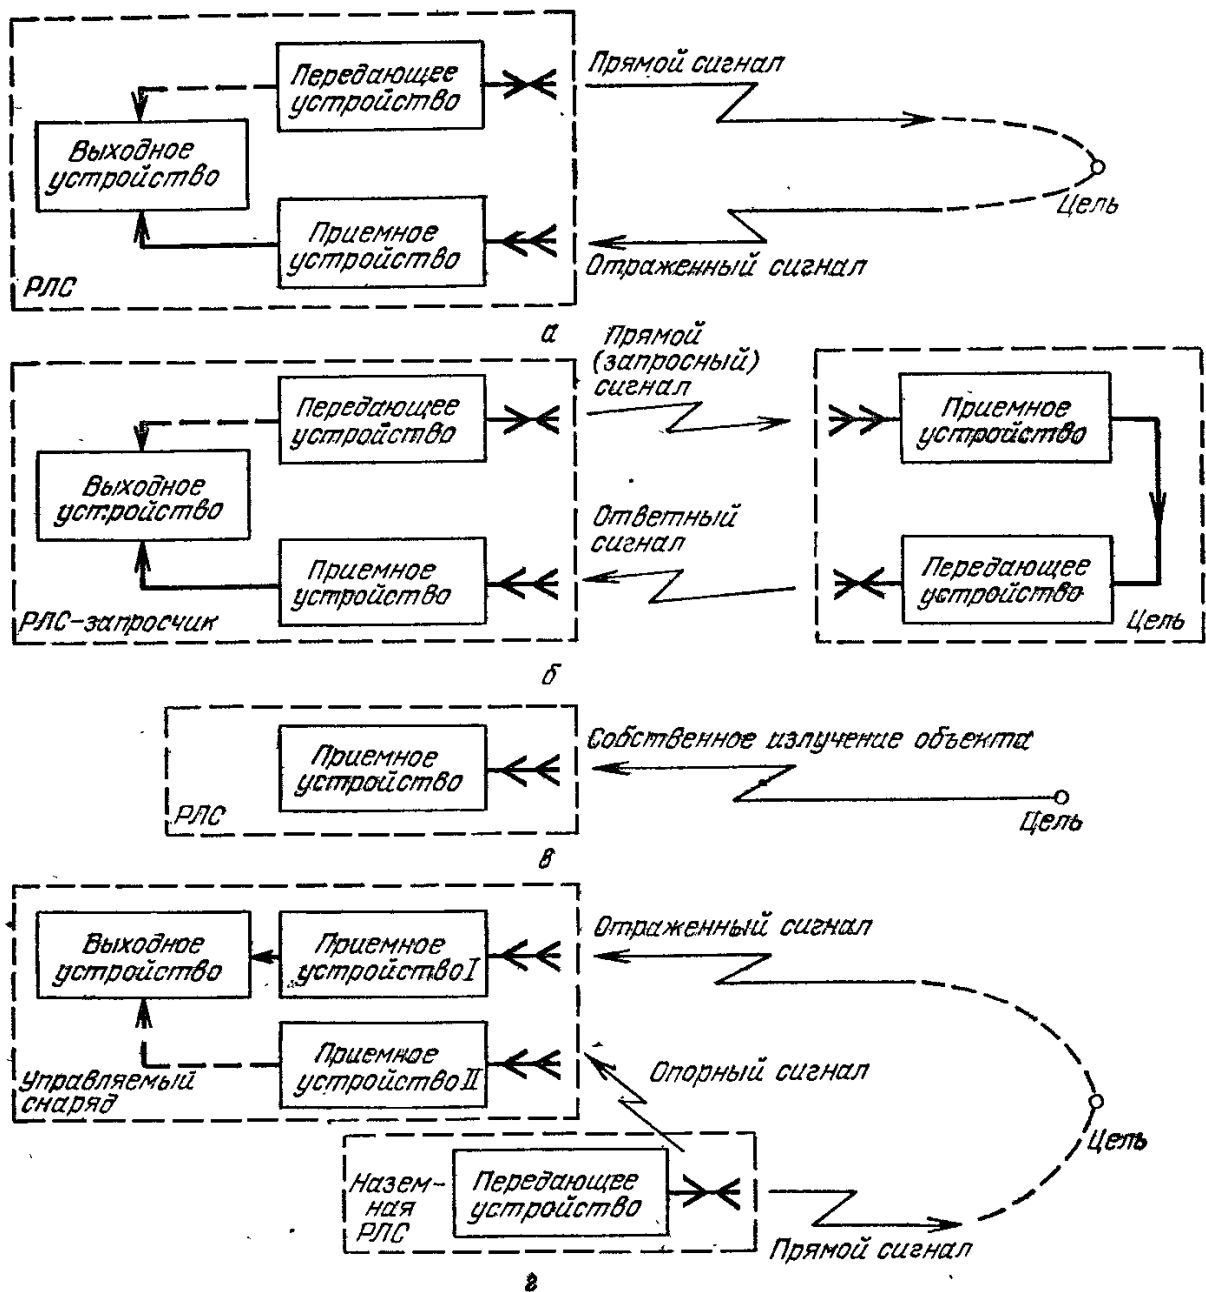 Передающее
устройство
Прямой сигнал
Выходное
устройство
Цель
Приемное
устройство
Отраженный сигнал
РЛС
а
Прямой
(запросный)
сигнал
Передающее
устройство
Приемное
устройство
Выходное
устройство
Ответный
сигнал
Приемное
устройство
Передающее
устройство
РЛС-запросчик
Цель
б
Собственное излучение объекта
Приемное
устройство
РЛС
Цель
в
Выходное
устройство
Приемное
устройство I
Отраженный сигнал
Приемное
устройство II
Опорный сигнал
Управляемый
снаряд
Цель
Назем-
ная
РЛС
Передающее
устройство
Прямой сигнал
г